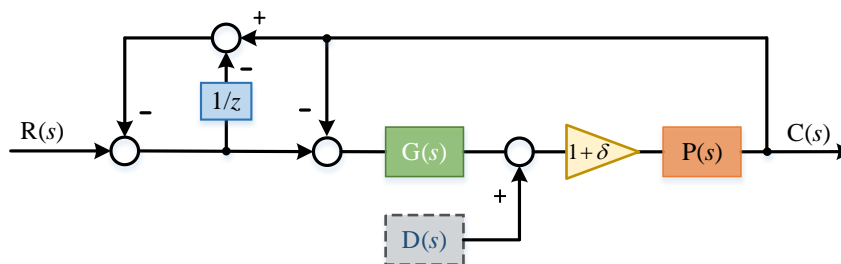 +
-
-
1/z
-
R(s)
G(s)
1+δ
P(s)
C(s)
+
D(s)